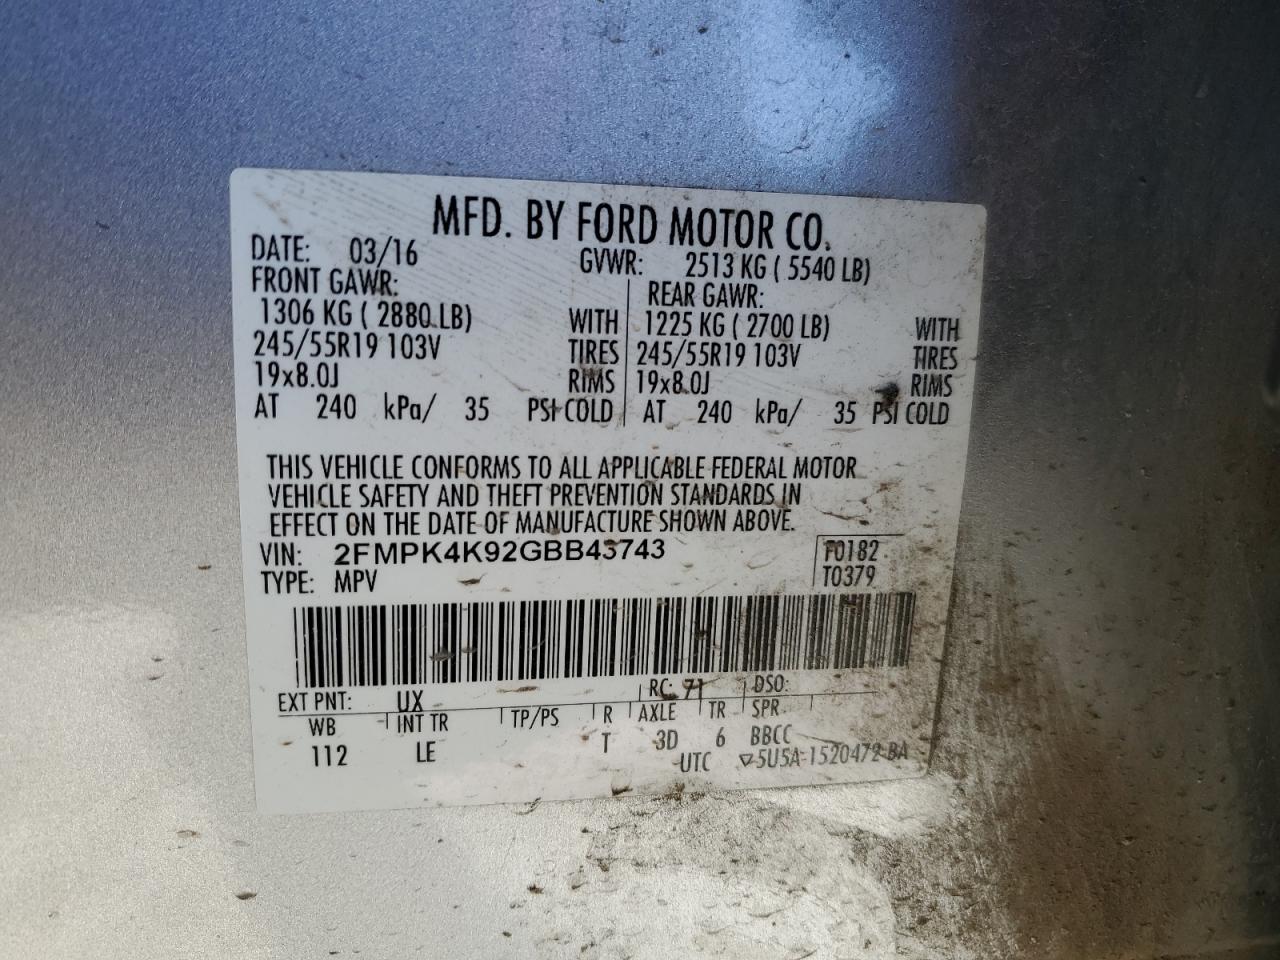 MFD. BY FORD MOTOR CO.
DATE: 03/16 GVWR: 2513 KG ( 5540 LB)
FRONT GAWR: REAR GAWR:
1306 KG ( 2880 LB) WITH 1225 KG ( 2700 LB) WITH
245/55R19 103V TIRES 245/55R19 103V TIRES
19x8.0J RIMS 19x8.0J RIMS
AT 240 kPa/ 35 PSI COLD AT 240 kPa/ 35 PSI COLD
THIS VEHICLE CONFORMS TO ALL APPLICABLE FEDERAL MOTOR
VEHICLE SAFETY AND THEFT PREVENTION STANDARDS IN
EFFECT ON THE DATE OF MANUFACTURE SHOWN ABOVE.
VIN: 2FMPK4K92GBB43743 F0182
TYPE: MPV T0379
EXT PNT: UX RC: 71 DSO:
WB INT TR TP/PS R AXLE TR SPR
112 LE T 3D 6 BBCC
UTC ▽5U5A-1520472-BA